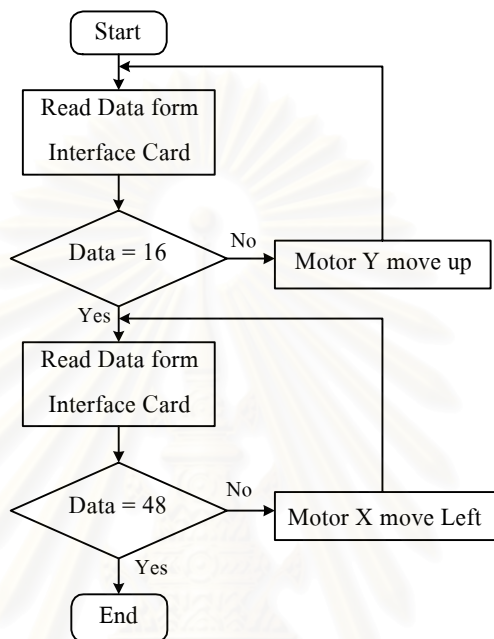 Start
Read Data form
Interface Card
Data = 16
No
Motor Y move up
Yes
Read Data form
Interface Card
Data = 48
No
Motor X move Left
Yes
End